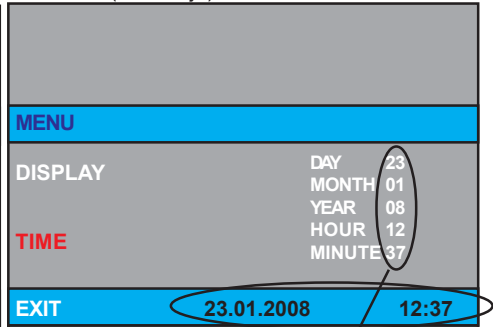 MENU
DISPLAY
DAY 23
MONTH 01
YEAR 08
TIME
HOUR 12
MINUTE 37
EXIT 23.01.2008 12:37